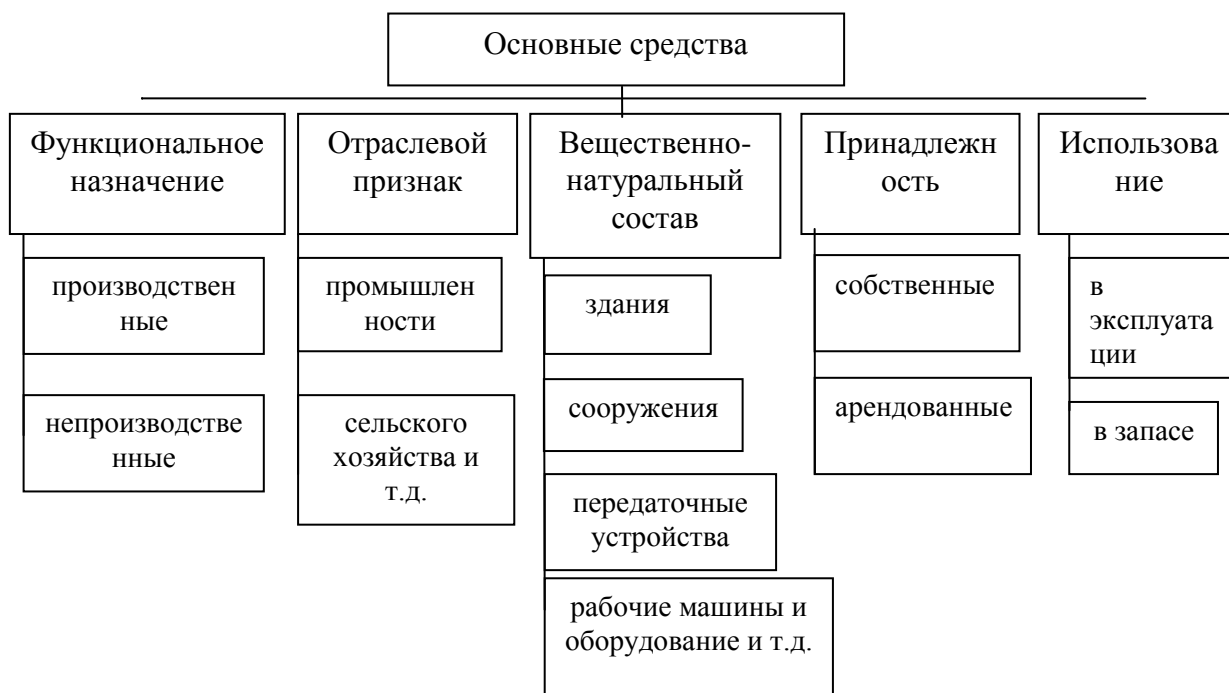 Основные средства
Функциональное
назначение
Отраслевой
признак
Вещественно-
натуральный
состав
Принадлежн
ость
Использова
ние
производствен
ные
непроизводстве
нные
промышлен
ности
сельского
хозяйства и
т.д.
здания
сооружения
передаточные
устройства
рабочие машины и
оборудование и т.д.
собственные
арендованные
в
эксплуата
ции
в запасе